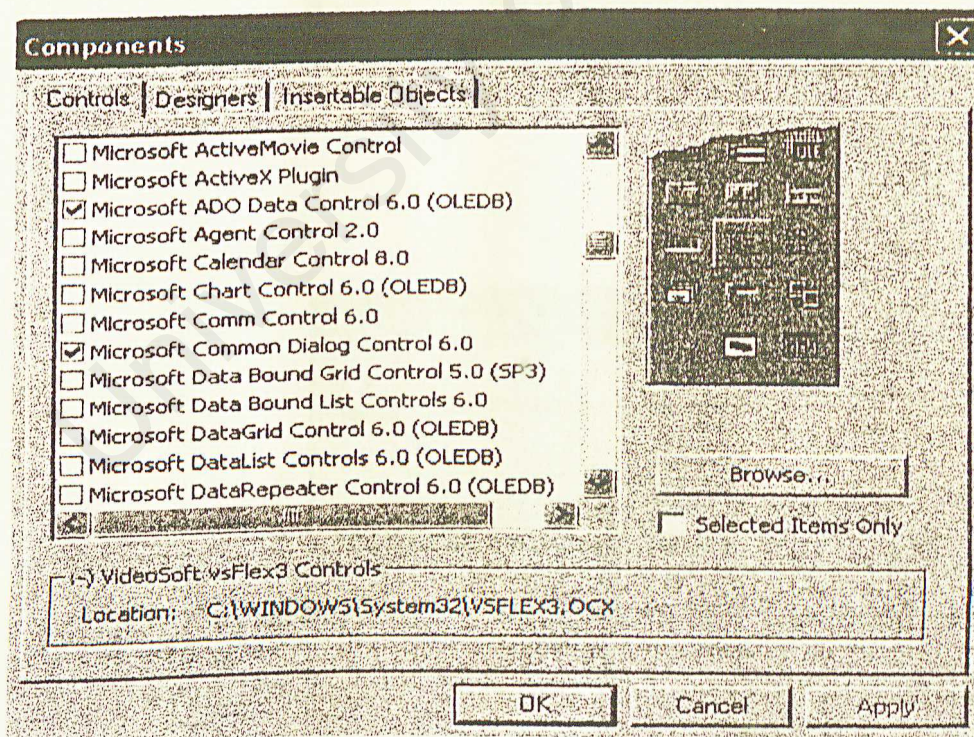 Components
Controls
Designers
Insertable Objects
Microsoft ActiveMovie Control
Microsoft ActiveX Plugin
Microsoft ADO Data Control 6.0 (OLEDB)
Microsoft Agent Control 2.0
Microsoft Calendar Control 8.0
Microsoft Chart Control 6.0 (OLEDB)
Microsoft Comm Control 6.0
Microsoft Common Dialog Control 6.0
Microsoft Data Bound Grid Control 5.0 (SP3)
Microsoft Data Bound List Controls 6.0
Microsoft DataGrid Control 6.0 (OLEDB)
Microsoft DataList Controls 6.0 (OLEDB)
Microsoft DataRepeater Control 6.0 (OLEDB)
Browse...
Selected Items Only
(-) VideoSoft vsFlex3 Controls
Location: C:\WINDOWS\System32\VSFLEX3.OCX
OK
Cancel
Apply